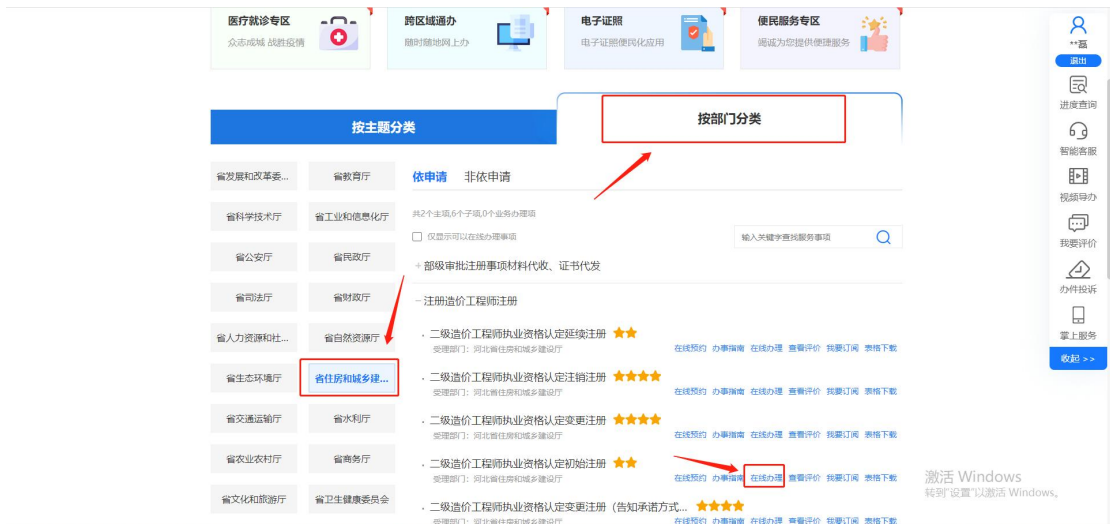 医疗就诊专区
众志成城 战胜疫情
跨区域通办
随时随地网上办
电子证照
电子证照便民化应用
便民服务专区
竭诚为您提供便捷服务
按主题分类
按部门分类
省发展和改革委...
省教育厅
省科学技术厅
省工业和信息化厅
省公安厅
省民政厅
省司法厅
省财政厅
省人力资源和社...
省自然资源厅
省生态环境厅
省住房和城乡建...
省交通运输厅
省水利厅
省农业农村厅
省商务厅
省文化和旅游厅
省卫生健康委员会
依申请 非依申请
共2个主项,6个子项,0个业务办理项
仅显示可以在线办理事项
输入关键字查找服务事项
+ 部级审批注册事项材料代收、证书代发
- 注册造价工程师注册
· 二级造价工程师执业资格认定延续注册
受理部门：河北省住房和城乡建设厅
在线预约 办事指南 在线办理 查看评价 我要订阅 表格下载
· 二级造价工程师执业资格认定注销注册
受理部门：河北省住房和城乡建设厅
在线预约 办事指南 在线办理 查看评价 我要订阅 表格下载
· 二级造价工程师执业资格认定变更注册
受理部门：河北省住房和城乡建设厅
在线预约 办事指南 在线办理 查看评价 我要订阅 表格下载
· 二级造价工程师执业资格认定初始注册
受理部门：河北省住房和城乡建设厅
在线预约 办事指南 在线办理 查看评价 我要订阅 表格下载
· 二级造价工程师执业资格认定变更注册（告知承诺方式...
受理部门：河北省住房和城乡建设厅
在线预约 办事指南 在线办理 查看评价 我要订阅 表格下载
**磊
退出
进度查询
智能客服
视频导办
我要评价
办件投诉
掌上服务
收起 >>
激活 Windows
转到"设置"以激活 Windows。